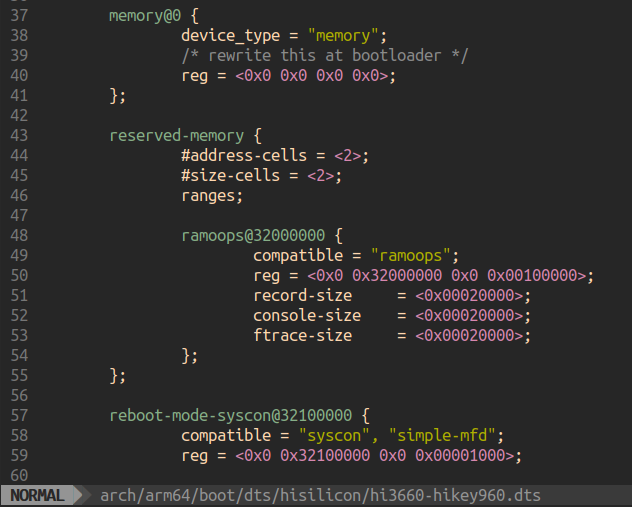 37 memory@0 {
38 device_type = "memory";
39 /* rewrite this at bootloader */
40 reg = <0x0 0x0 0x0 0x0>;
41 };
42
43 reserved-memory {
44 #address-cells = <2>;
45 #size-cells = <2>;
46 ranges;
47
48 ramoops@32000000 {
49 compatible = "ramoops";
50 reg = <0x0 0x32000000 0x0 0x00100000>;
51 record-size = <0x00020000>;
52 console-size = <0x00020000>;
53 ftrace-size = <0x00020000>;
54 };
55 };
56
57 reboot-mode-syscon@32100000 {
58 compatible = "syscon", "simple-mfd";
59 reg = <0x0 0x32100000 0x0 0x00001000>;
60
NORMAL arch/arm64/boot/dts/hisilicon/hi3660-hikey960.dts